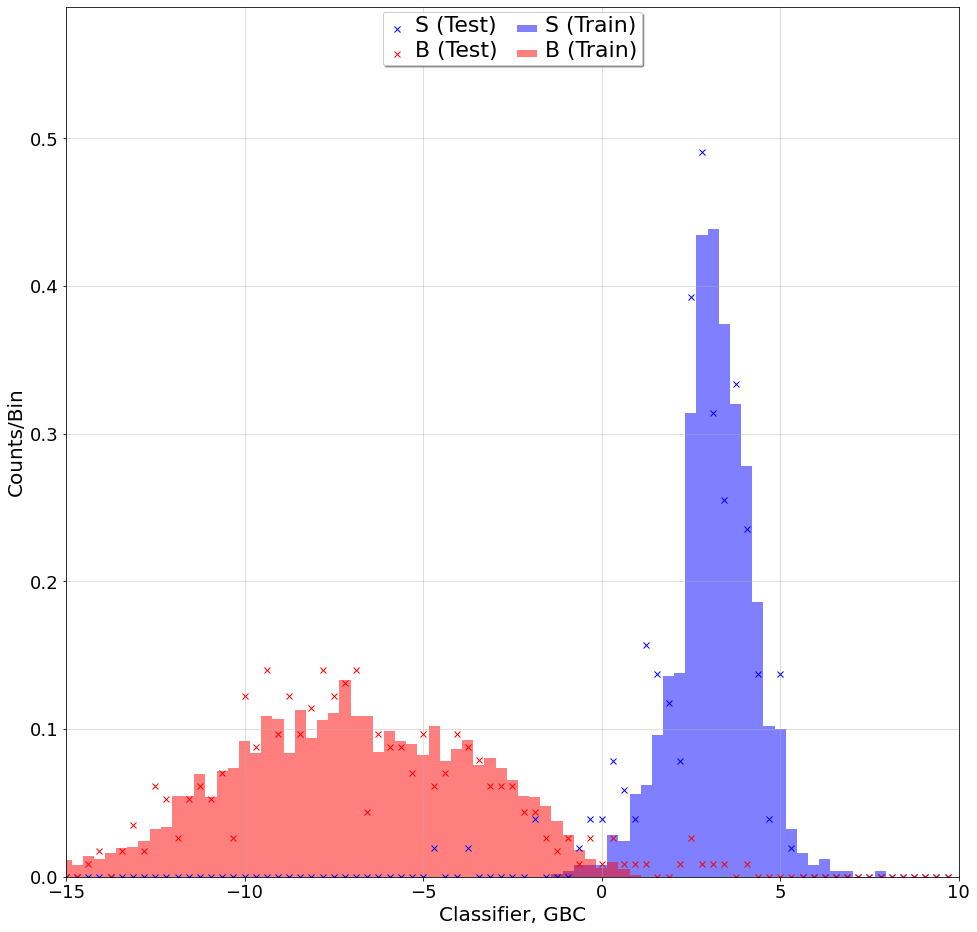 S (Test) S (Train)
B (Test) B (Train)
0.5
0.4
0.3
0.2
0.1
0.0
Counts/Bin
−15 −10 −5 0 5 10
Classifier, GBC